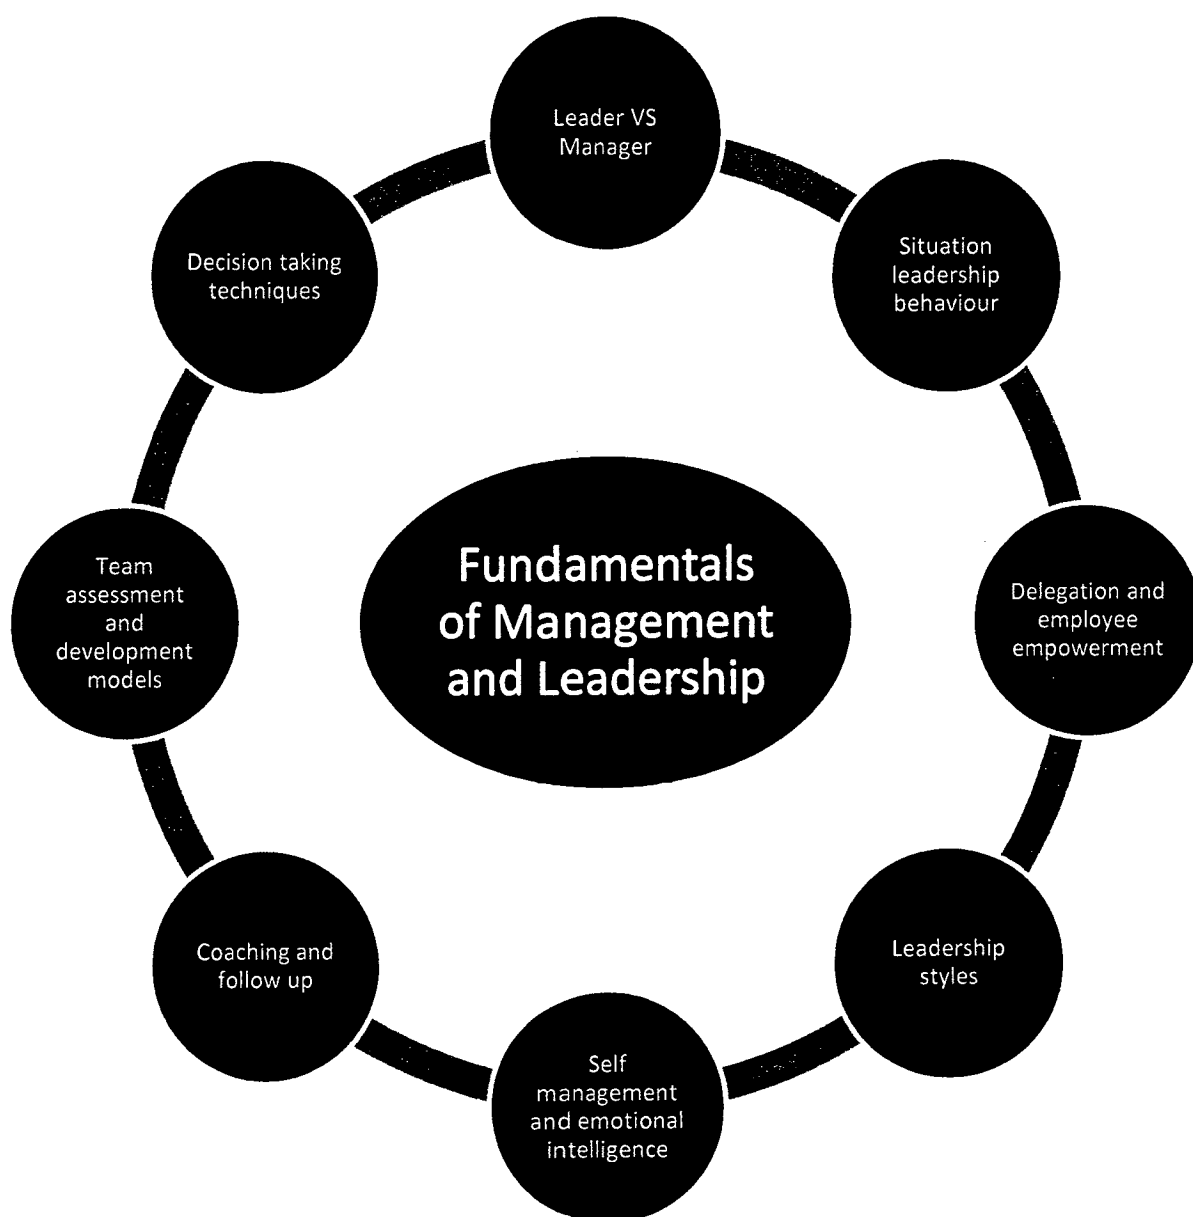 Leader VS
Manager
Situation
leadership
behaviour
Delegation and
employee
empowerment
Leadership
styles
Self
management
and emotional
intelligence
Coaching and
follow up
Team
assessment
and
development
models
Decision taking
techniques
Fundamentals
of Management
and Leadership